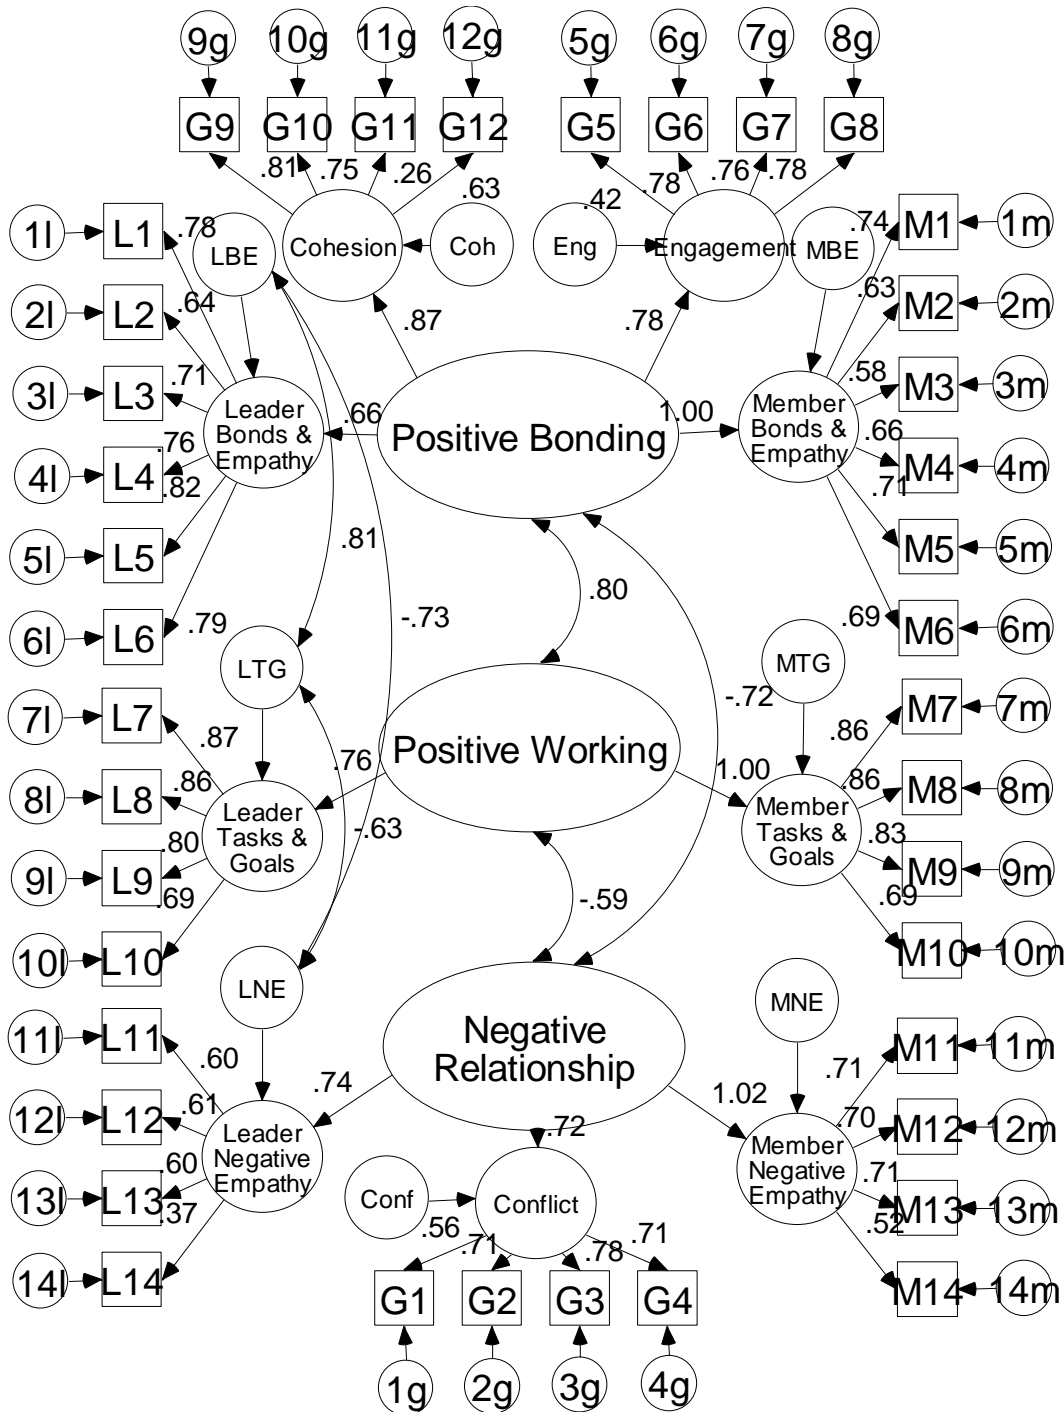 9g 10g 11g 12g 5g 6g 7g 8g
G9 G10 G11 G12 G5 G6 G7 G8
.81 .75 .26 .63 .78 .76 .78
.42
1l L1 .78 LBE Cohesion Coh Eng Engagement MBE .74 M1 1m
2l L2 .64 .87 .78 .63 M2 2m
3l L3 .71 .58 M3 3m
Leader
Bonds &
Empathy
.66 Positive Bonding 1.00
Member
Bonds &
Empathy
4l L4 .76 .82 .66 M4 4m
.71
5l L5 .81 M5 5m
.80
6l L6 .79 -.73 .69 M6 6m
LTG MTG
7l L7 .87 -.72 .86 M7 7m
.76 Positive Working 1.00
8l L8 .86 .86 M8 8m
Leader
Tasks &
Goals
-.63
Member
Tasks &
Goals
9l L9 .80 .83 M9 9m
.69 -.59 .69
10l L10 LNE MNE M10 10m
11l L11 .60 Negative
Relationship .71 M11 11m
.74 1.02
12l L12 .61 .72 .70 M12 12m
Leader
Negative
Empathy
Member
Negative
Empathy
13l L13 .60 Conf Conflict .71 M13 13m
.37 .56 .71 .78 .71 .52
14l L14 G1 G2 G3 G4 M14 14m
1g 2g 3g 4g